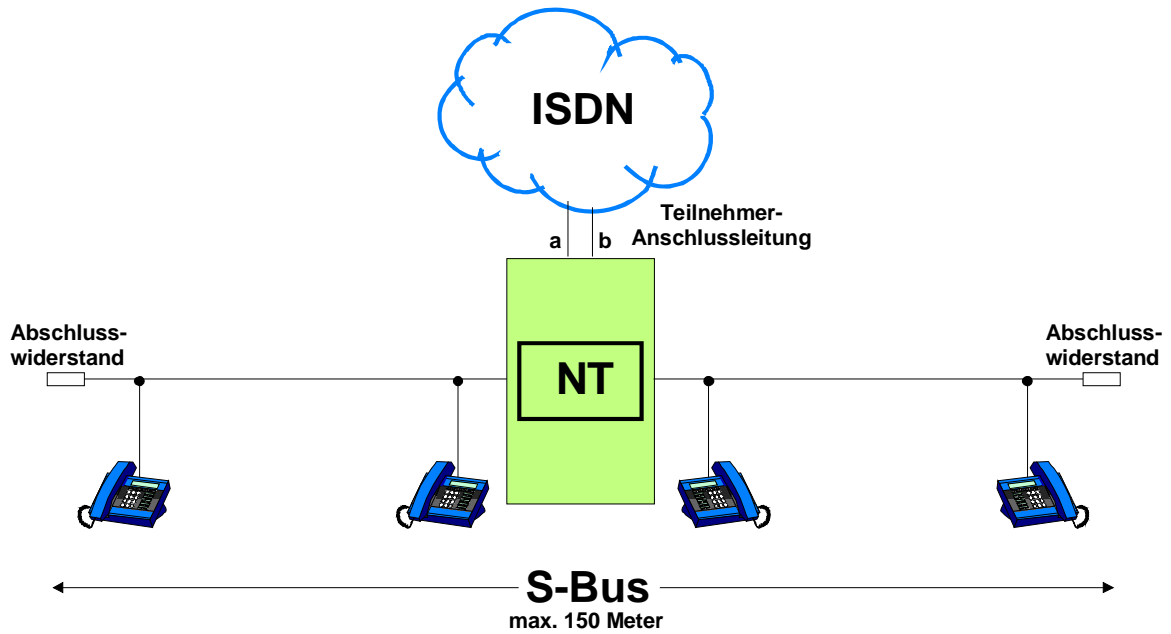 ISDN
a
b
Teilnehmer-
Anschlussleitung
Abschluss-
widerstand
NT
Abschluss-
widerstand
S-Bus
max. 150 Meter